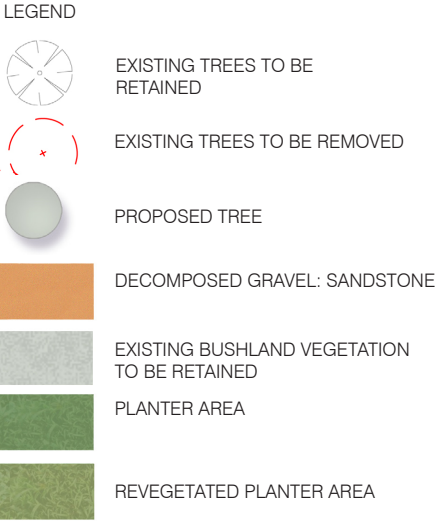 LEGEND
EXISTING TREES TO BE
RETAINED
EXISTING TREES TO BE REMOVED
PROPOSED TREE
DECOMPOSED GRAVEL: SANDSTONE
EXISTING BUSHLAND VEGETATION
TO BE RETAINED
PLANTER AREA
REVEGETATED PLANTER AREA